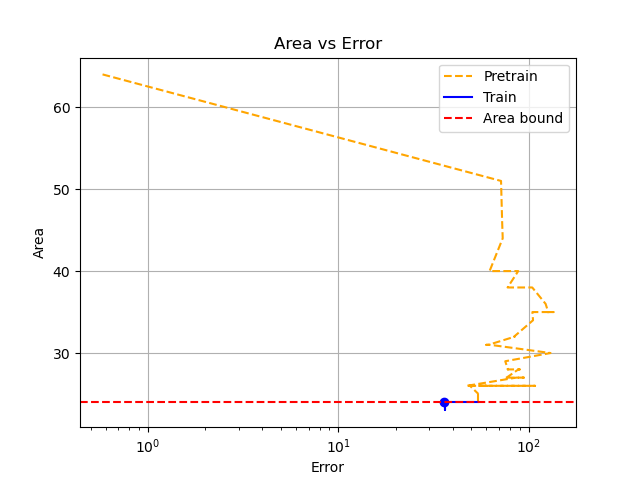 Area vs Error
Pretrain
Train
Area bound
Area
60
50
40
30
10⁰
10¹
10²
Error